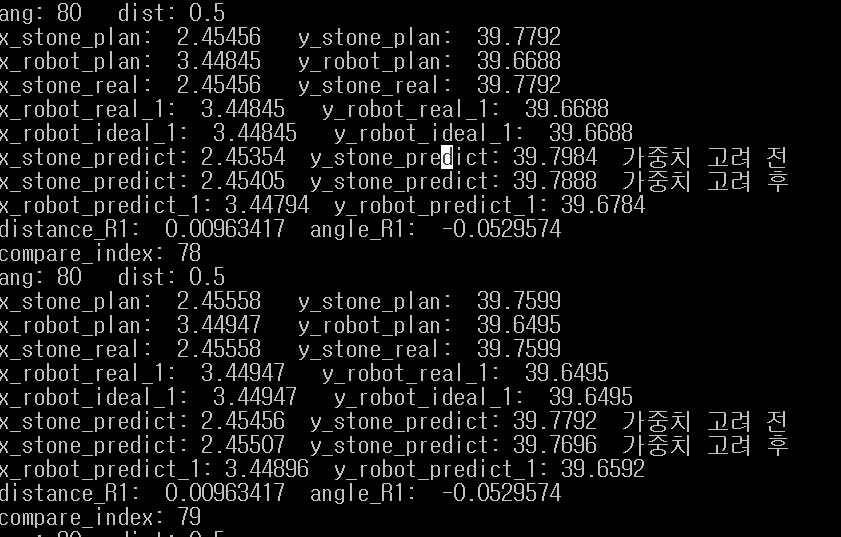 ang: 80 dist: 0.5
x_stone_plan: 2.45456 y_stone_plan: 39.7792
x_robot_plan: 3.44845 y_robot_plan: 39.6688
x_stone_real: 2.45456 y_stone_real: 39.7792
x_robot_real_1: 3.44845 y_robot_real_1: 39.6688
x_robot_ideal_1: 3.44845 y_robot_ideal_1: 39.6688
x_stone_predict: 2.45354 y_stone_predict: 39.7984 가중치 고려 전
x_stone_predict: 2.45405 y_stone_predict: 39.7888 가중치 고려 후
x_robot_predict_1: 3.44794 y_robot_predict_1: 39.6784
distance_R1: 0.00963417 angle_R1: -0.0529574
compare_index: 78
ang: 80 dist: 0.5
x_stone_plan: 2.45558 y_stone_plan: 39.7599
x_robot_plan: 3.44947 y_robot_plan: 39.6495
x_stone_real: 2.45558 y_stone_real: 39.7599
x_robot_real_1: 3.44947 y_robot_real_1: 39.6495
x_robot_ideal_1: 3.44947 y_robot_ideal_1: 39.6495
x_stone_predict: 2.45456 y_stone_predict: 39.7792 가중치 고려 전
x_stone_predict: 2.45507 y_stone_predict: 39.7696 가중치 고려 후
x_robot_predict_1: 3.44896 y_robot_predict_1: 39.6592
distance_R1: 0.00963417 angle_R1: -0.0529574
compare_index: 79
ang: 80 dist: 0.5